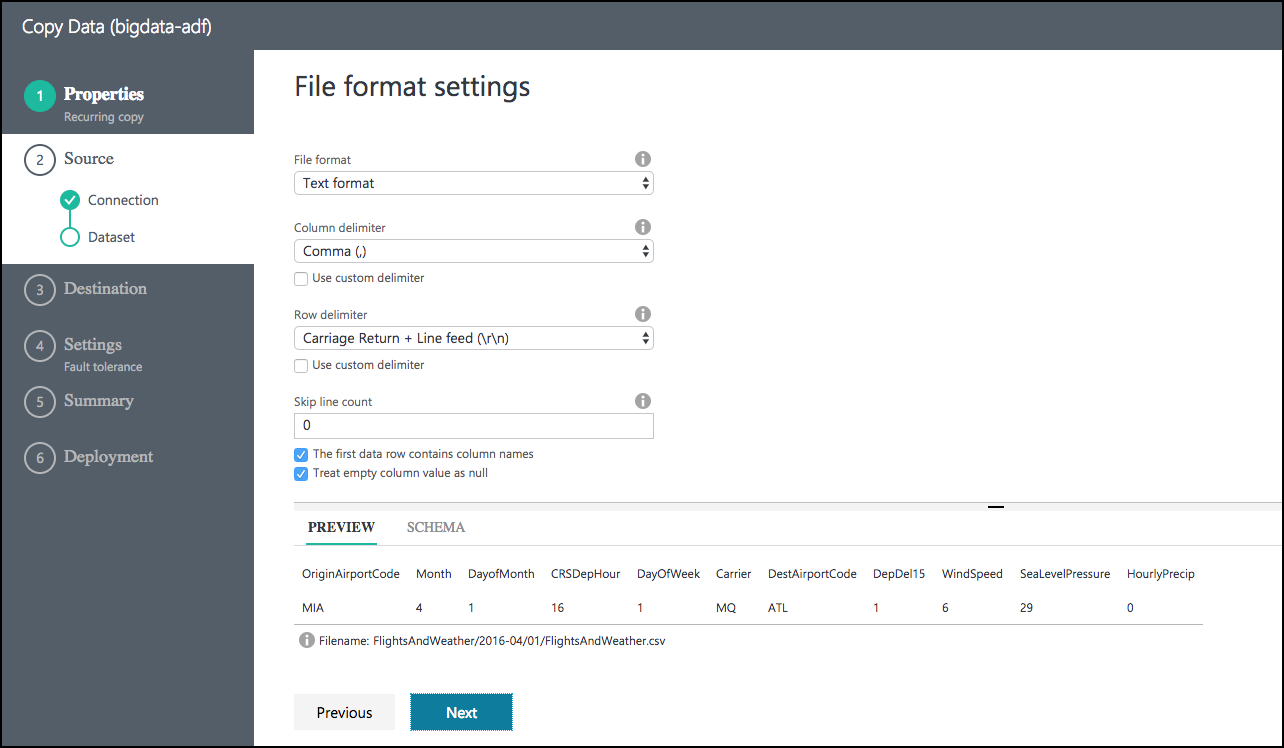 Copy Data (bigdata-adf)
1 Properties
Recurring copy
2 Source
Connection
Dataset
3 Destination
4 Settings
Fault tolerance
5 Summary
6 Deployment
File format settings
File format
Text format
Column delimiter
Comma (,)
Use custom delimiter
Row delimiter
Carriage Return + Line feed (\r\n)
Use custom delimiter
Skip line count
0
The first data row contains column names
Treat empty column value as null
PREVIEW SCHEMA
OriginAirportCode Month DayofMonth CRSDepHour DayOfWeek Carrier DestAirportCode DepDel15 WindSpeed SeaLevelPressure HourlyPrecip
MIA 4 1 16 1 MQ ATL 1 6 29 0
Filename: FlightsAndWeather/2016-04/01/FlightsAndWeather.csv
Previous Next